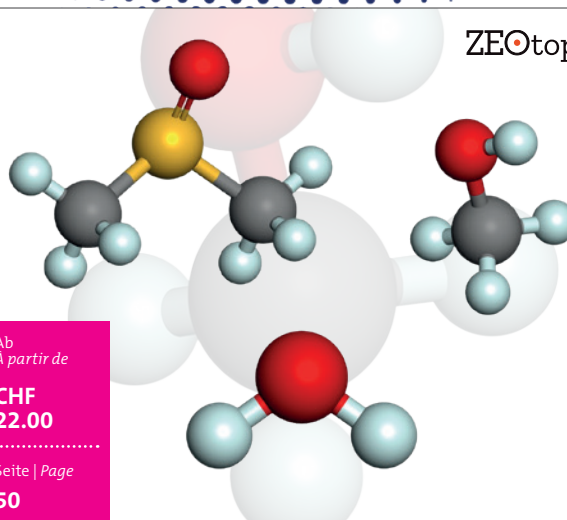 ZEOtop
Ab
À partir de
CHF
22.00
Seite | Page
50